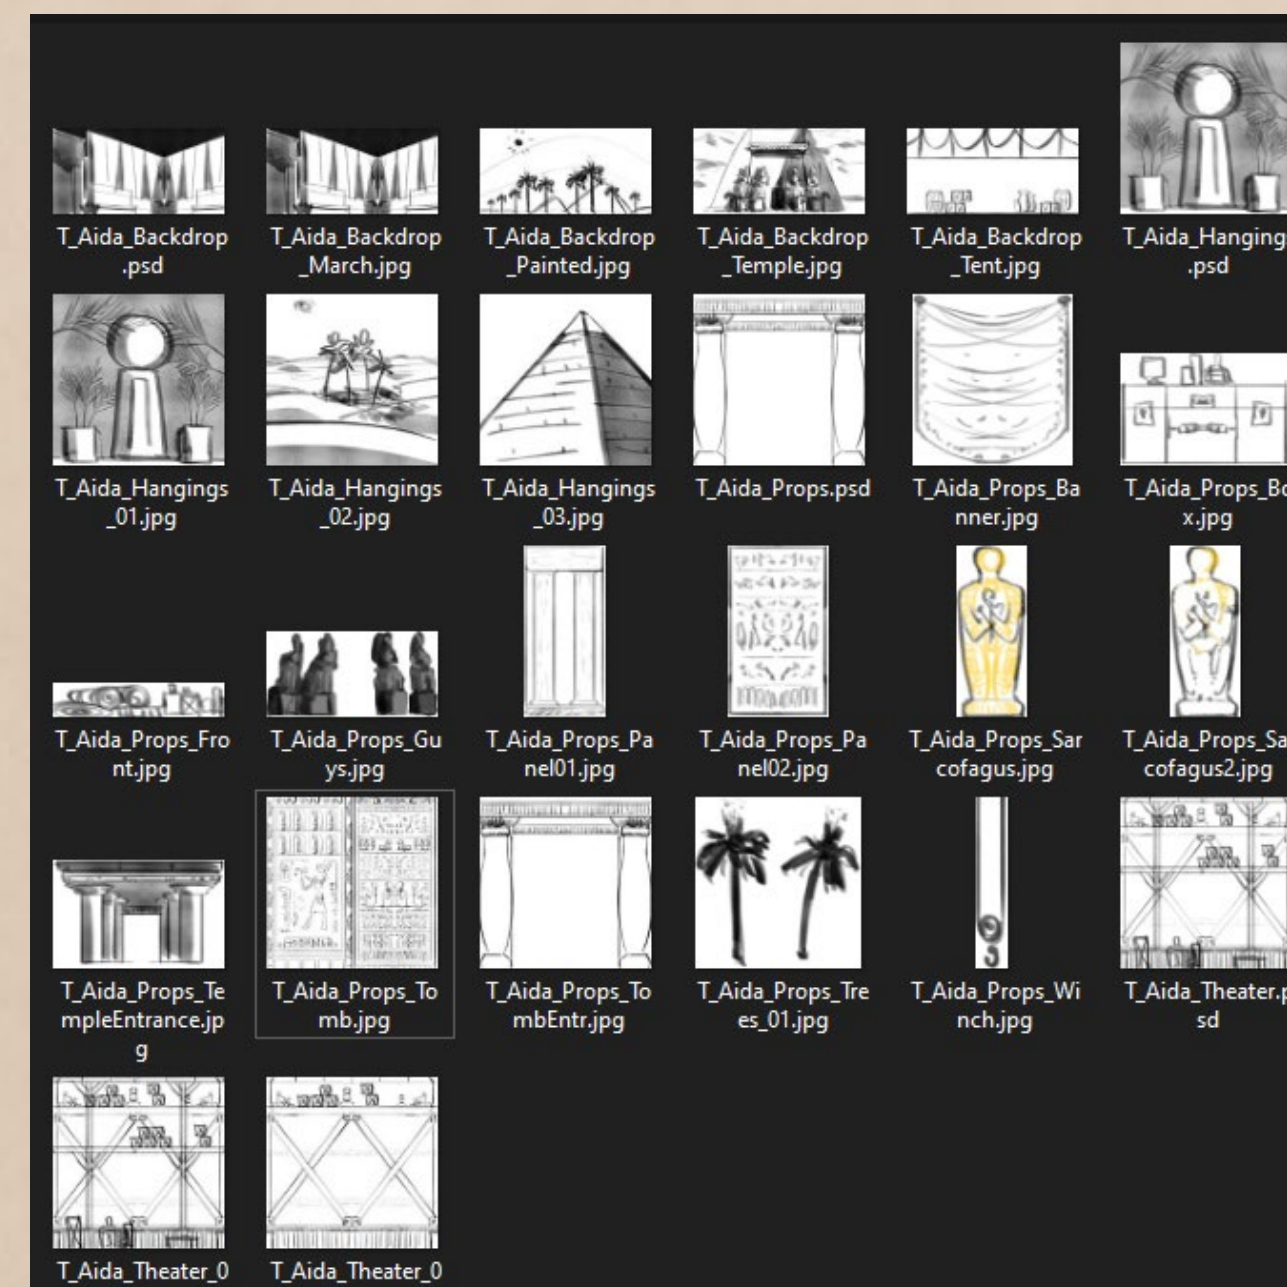 T_Aida_Backdrop
.psd
T_Aida_Backdrop
_March.jpg
T_Aida_Backdrop
_Painted.jpg
T_Aida_Backdrop
_Temple.jpg
T_Aida_Backdrop
_Tent.jpg
T_Aida_Hanging
.psd
T_Aida_Hangings
_01.jpg
T_Aida_Hangings
_02.jpg
T_Aida_Hangings
_03.jpg
T_Aida_Props.psd
T_Aida_Props_Ba
nner.jpg
T_Aida_Props_Bo
x.jpg
T_Aida_Props_Fro
nt.jpg
T_Aida_Props_Gu
ys.jpg
T_Aida_Props_Pa
nel01.jpg
T_Aida_Props_Pa
nel02.jpg
T_Aida_Props_Sar
cofagus.jpg
T_Aida_Props_Sa
cofagus2.jpg
T_Aida_Props_Te
mpleEntrance.jp
g
T_Aida_Props_To
mb.jpg
T_Aida_Props_To
mbEntr.jpg
T_Aida_Props_Tre
es_01.jpg
T_Aida_Props_Wi
nch.jpg
T_Aida_Theater.p
sd
T_Aida_Theater_0
T_Aida_Theater_0